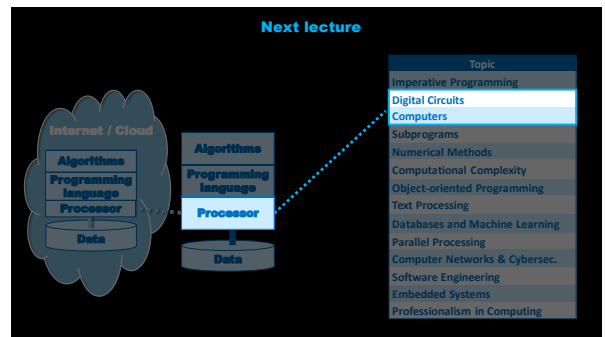 Next lecture
Internet / Cloud
Algorithms
Programming
language
Processor
Data
Algorithms
Programming
language
Processor
Data
Topic
Imperative Programming
Digital Circuits
Computers
Subprograms
Numerical Methods
Computational Complexity
Object-oriented Programming
Text Processing
Databases and Machine Learning
Parallel Processing
Computer Networks & Cybersec.
Software Engineering
Embedded Systems
Professionalism in Computing